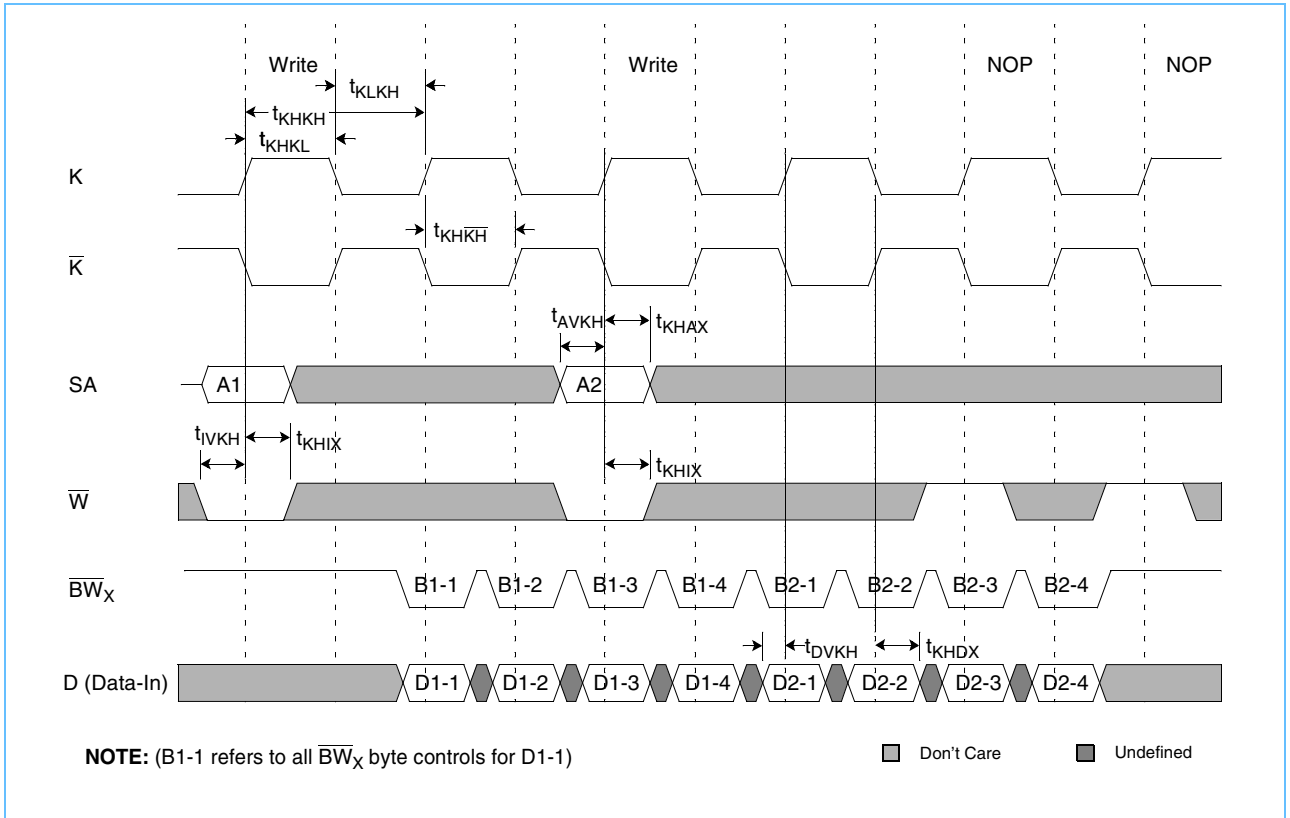 Write Write NOP NOP
tKLKH
tKHKH
tKHKL
K
tKHK̅H̅
K̅
tAVKH tKHAX
SA A1 A2
tIVKH tKHIX tKHIX
W̅
B̅W̅X B1-1 B1-2 B1-3 B1-4 B2-1 B2-2 B2-3 B2-4
tDVKH tKHDX
D (Data-In) D1-1 D1-2 D1-3 D1-4 D2-1 D2-2 D2-3 D2-4
NOTE: (B1-1 refers to all B̅W̅X byte controls for D1-1) Don't Care Undefined